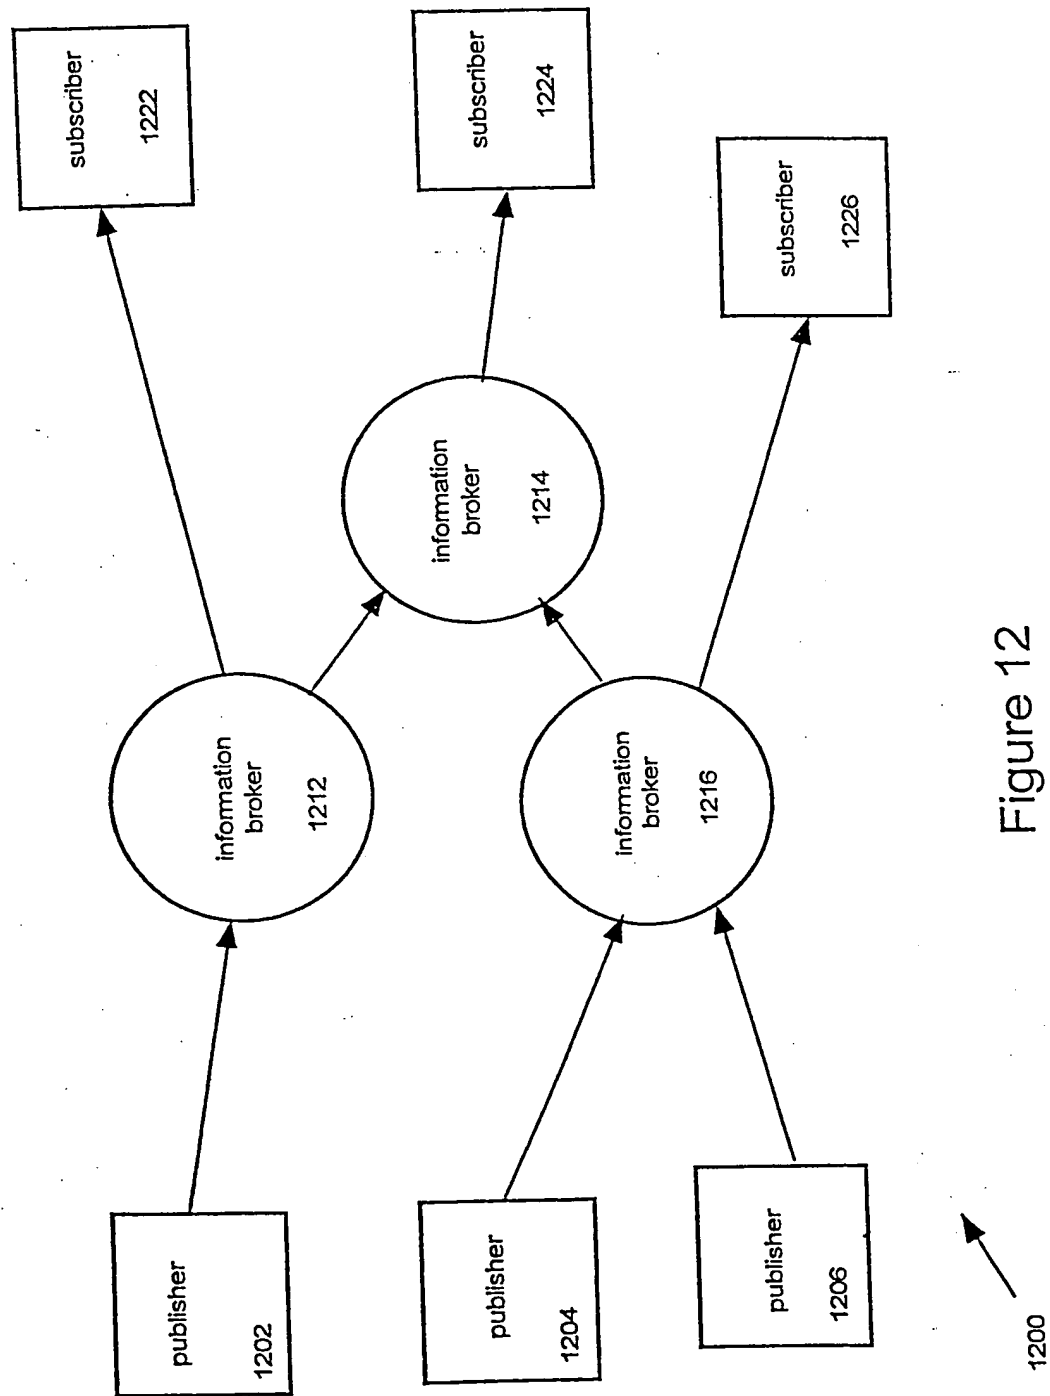 publisher
1202
publisher
1204
publisher
1206
information
broker
1212
information
broker
1216
information
broker
1214
subscriber
1222
subscriber
1224
subscriber
1226
1200
Figure 12